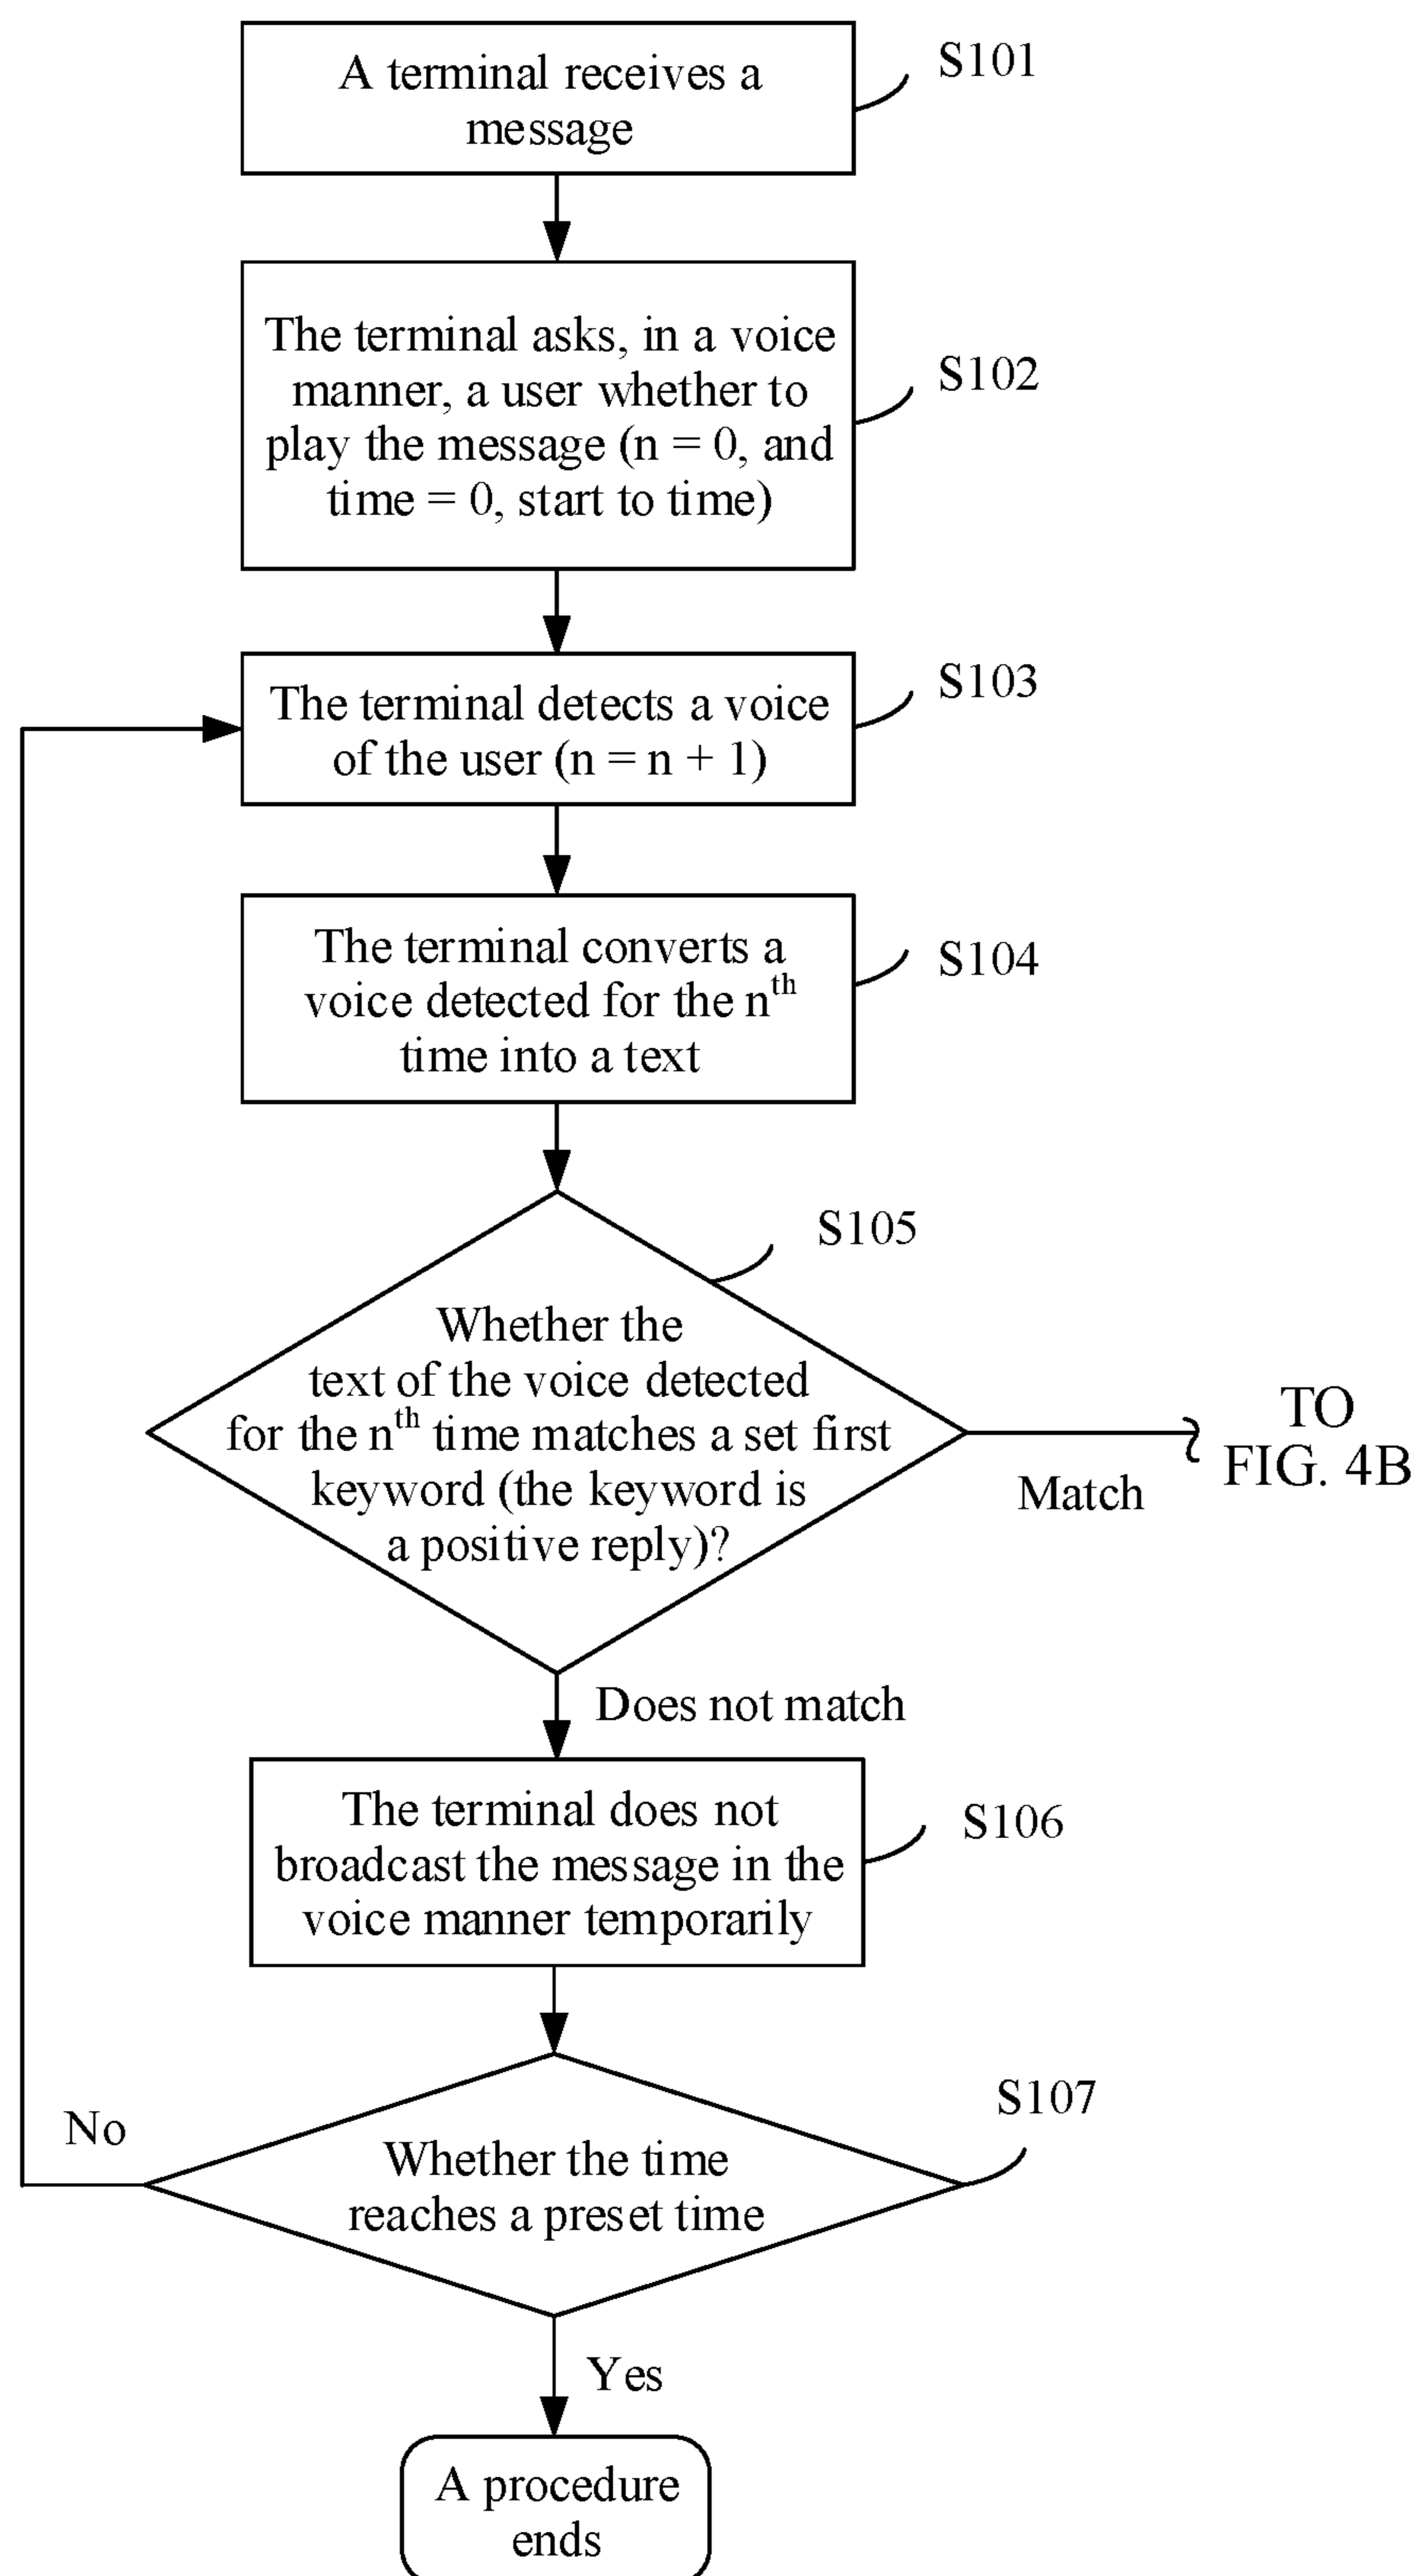 A terminal receives a
message
S101
The terminal asks, in a voice
manner, a user whether to
play the message (n = 0, and
time = 0, start to time)
S102
The terminal detects a voice
of the user (n = n + 1)
S103
The terminal converts a
voice detected for the nth
time into a text
S104
S105
Whether the
text of the voice detected
for the nth time matches a set first
keyword (the keyword is
a positive reply)?
Match
TO
FIG. 4B
Does not match
The terminal does not
broadcast the message in the
voice manner temporarily
S106
S107
No
Whether the time
reaches a preset time
Yes
A procedure
ends